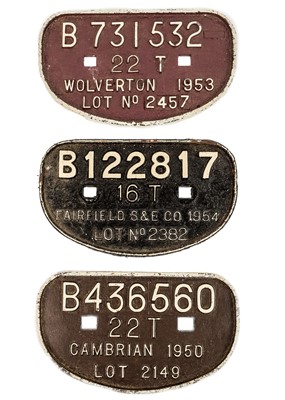 B 731532
22 T
WOLVERTON 1953
LOT No 2457
B122817
16 T
FAIRFIELD S&E CO 1954
LOT No 2382
B436560
22 T
CAMBRIAN 1950
LOT 2149